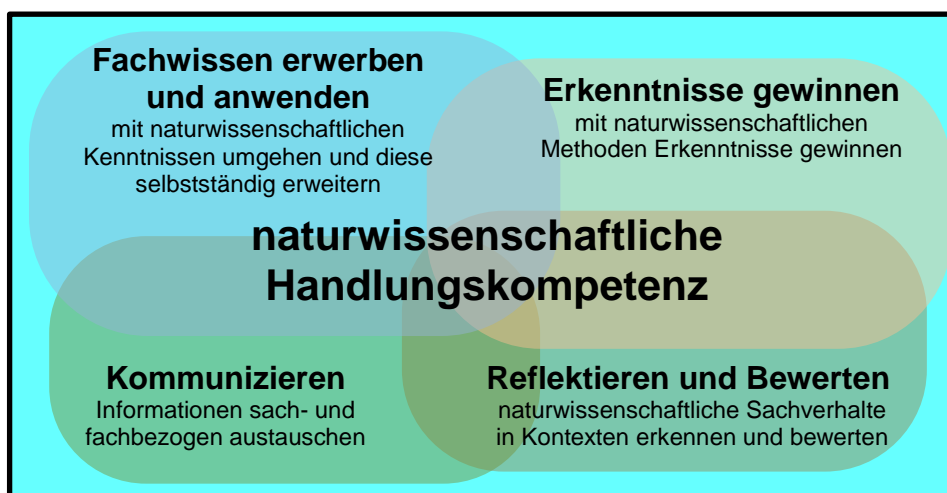 Fachwissen erwerben
und anwenden
mit naturwissenschaftlichen
Kenntnissen umgehen und diese
selbstständig erweitern
Erkenntnisse gewinnen
mit naturwissenschaftlichen
Methoden Erkenntnisse gewinnen
naturwissenschaftliche
Handlungskompetenz
Kommunizieren
Informationen sach- und
fachbezogen austauschen
Reflektieren und Bewerten
naturwissenschaftliche Sachverhalte
in Kontexten erkennen und bewerten